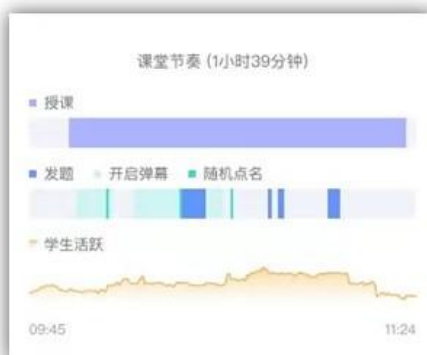 课堂节奏 (1小时39分钟)
授课
发题 开启弹幕 随机点名
学生活跃
09:45 11:24